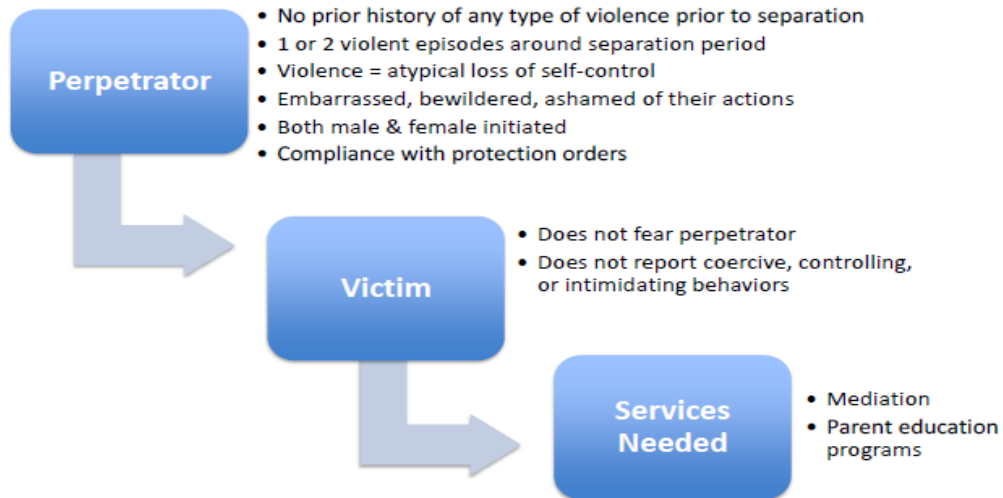 Perpetrator
• No prior history of any type of violence prior to separation
• 1 or 2 violent episodes around separation period
• Violence = atypical loss of self-control
• Embarrassed, bewildered, ashamed of their actions
• Both male & female initiated
• Compliance with protection orders
Victim
• Does not fear perpetrator
• Does not report coercive, controlling,
or intimidating behaviors
Services
Needed
• Mediation
• Parent education
programs